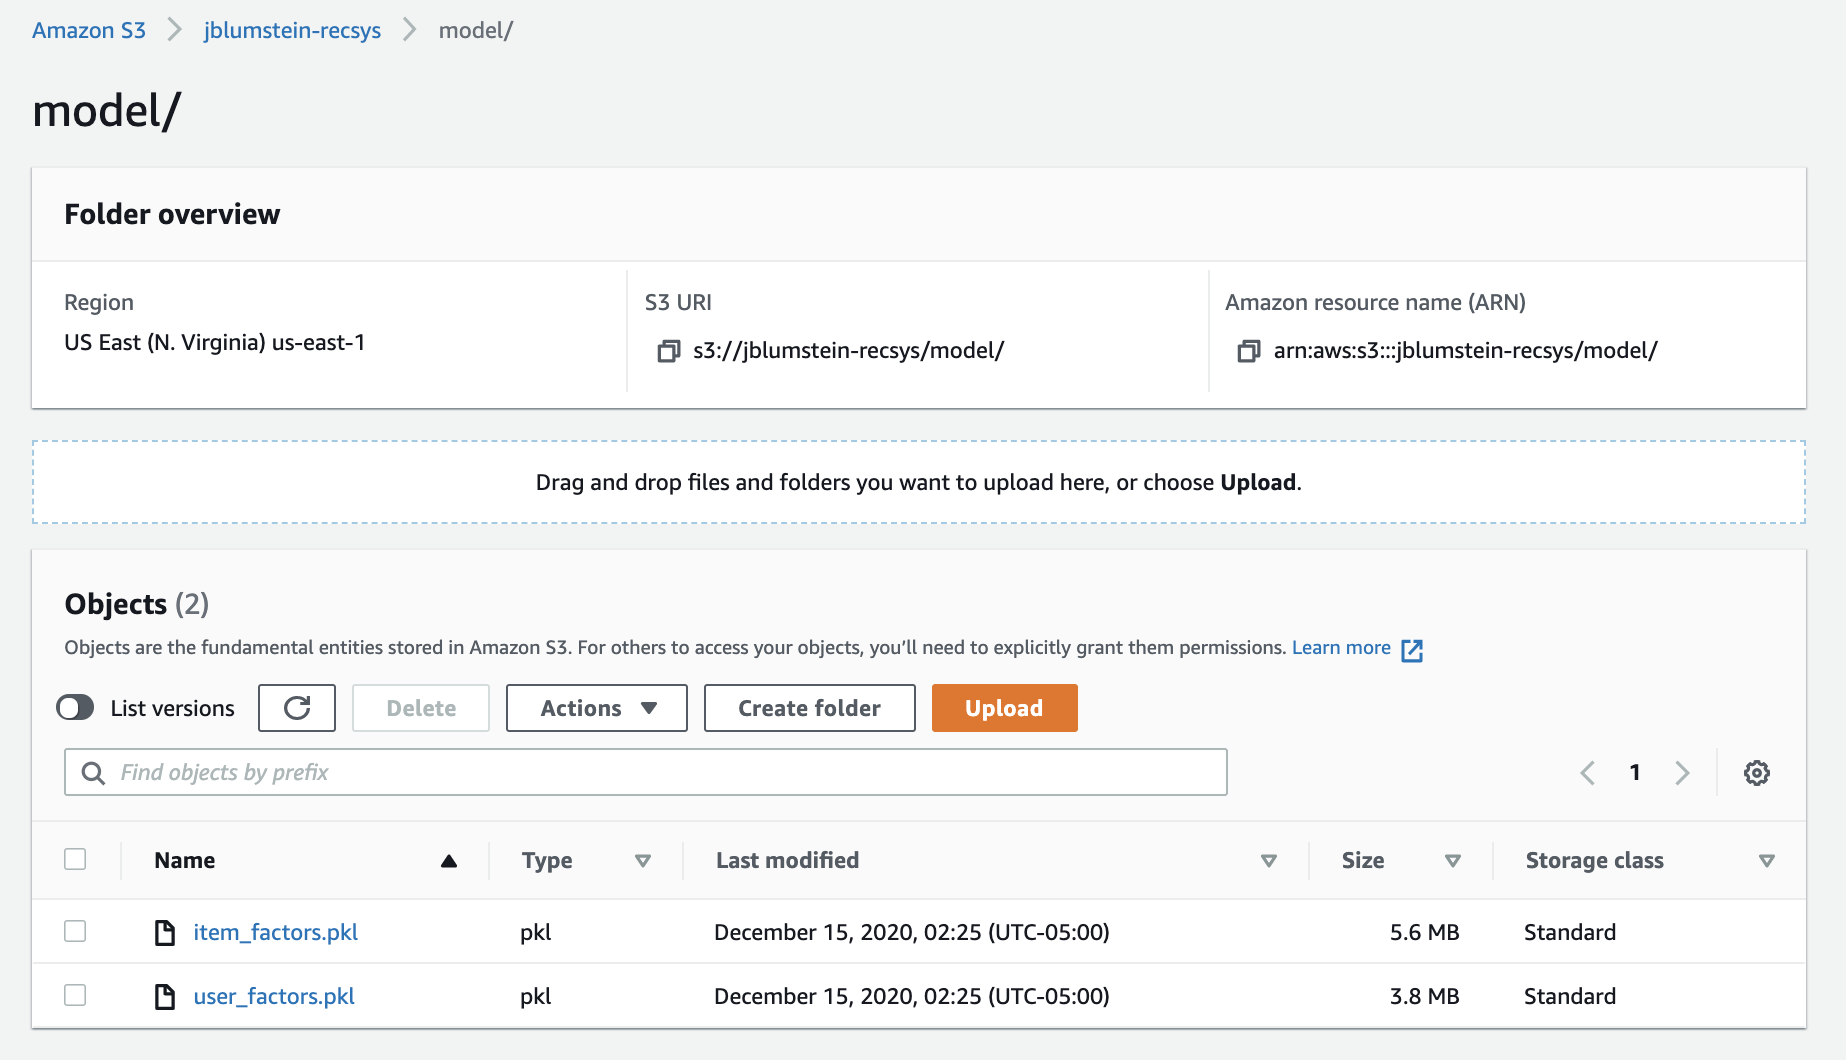 Amazon S3 > jblumstein-recsys > model/
model/
Folder overview
Region S3 URI Amazon resource name (ARN)
US East (N. Virginia) us-east-1 s3://jblumstein-recsys/model/ arn:aws:s3:::jblumstein-recsys/model/
Drag and drop files and folders you want to upload here, or choose Upload.
Objects (2)
Objects are the fundamental entities stored in Amazon S3. For others to access your objects, you’ll need to explicitly grant them permissions. Learn more
List versions Delete Actions Create folder Upload
Find objects by prefix 1
Name Type Last modified Size Storage class
item_factors.pkl pkl December 15, 2020, 02:25 (UTC-05:00) 5.6 MB Standard
user_factors.pkl pkl December 15, 2020, 02:25 (UTC-05:00) 3.8 MB Standard